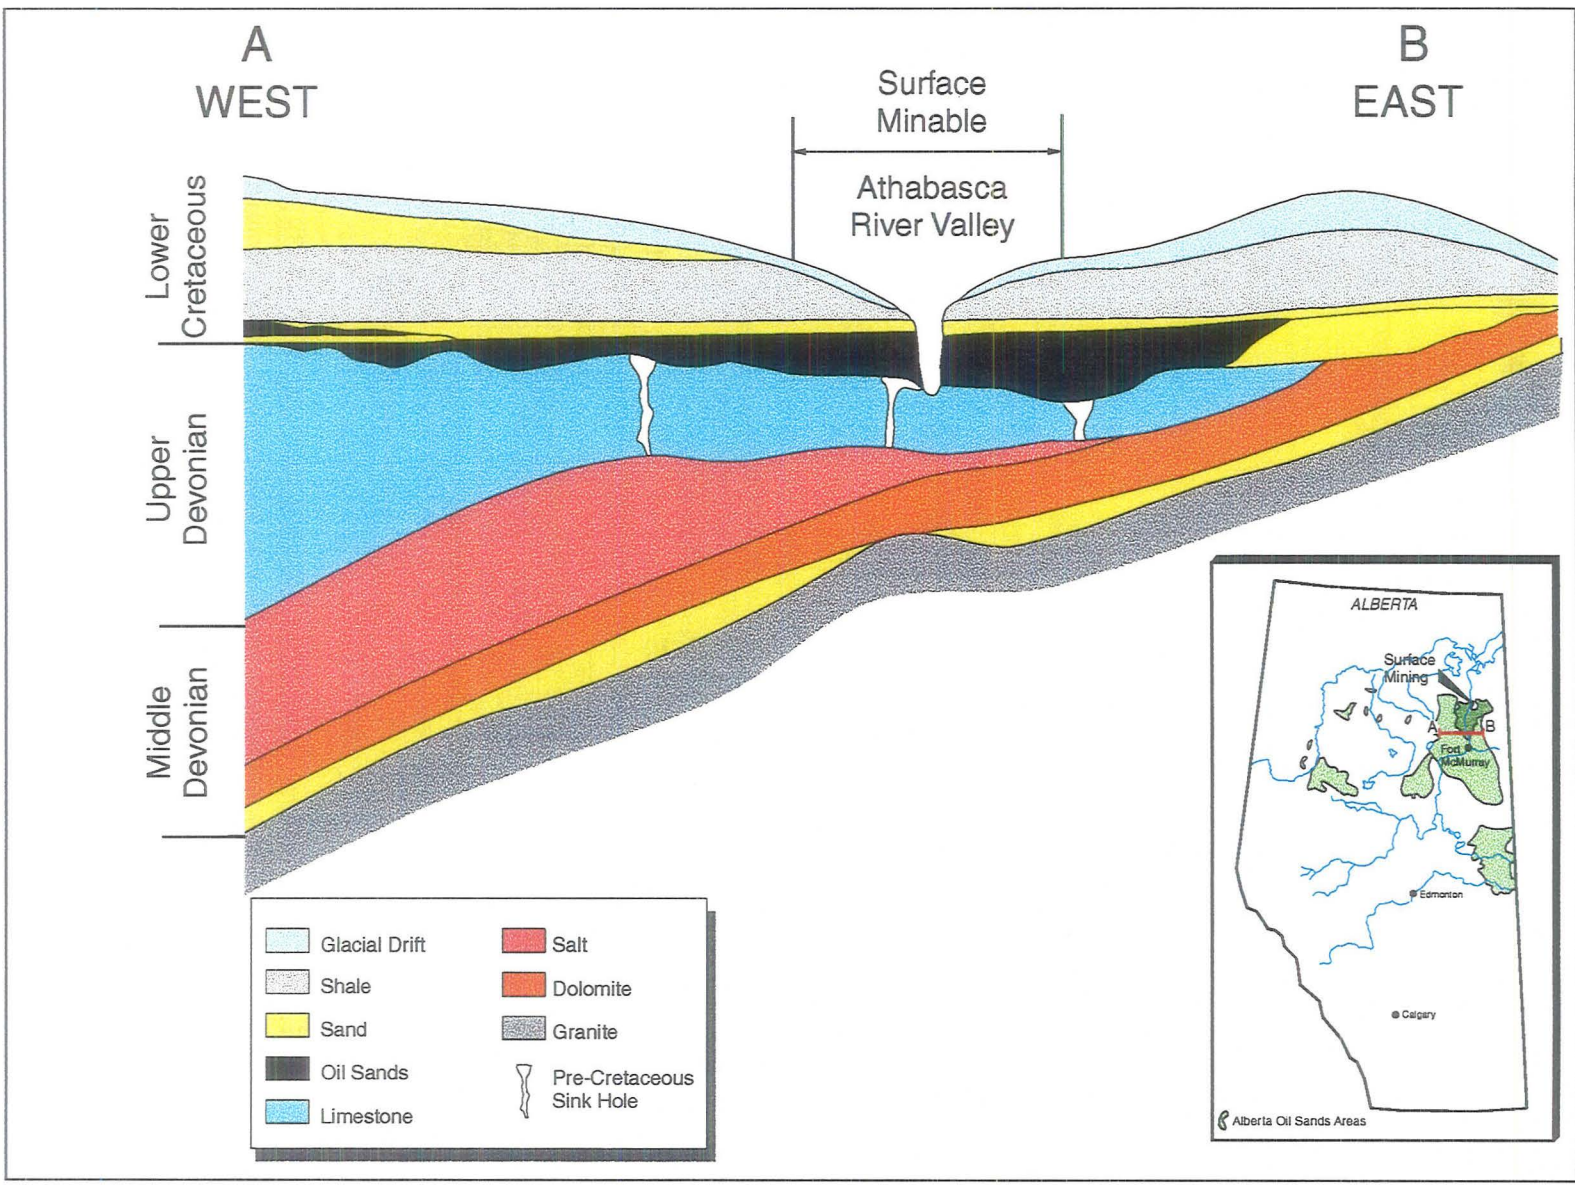 A
WEST
B
EAST
Surface
Minable
Athabasca
River Valley
Lower
Cretaceous
Upper
Devonian
Middle
Devonian
Glacial Drift
Shale
Sand
Oil Sands
Limestone
Salt
Dolomite
Granite
Pre-Cretaceous
Sink Hole
ALBERTA
Surface
Mining
A
B
Fort
McMurray
Edmonton
Calgary
Alberta Oil Sands Areas